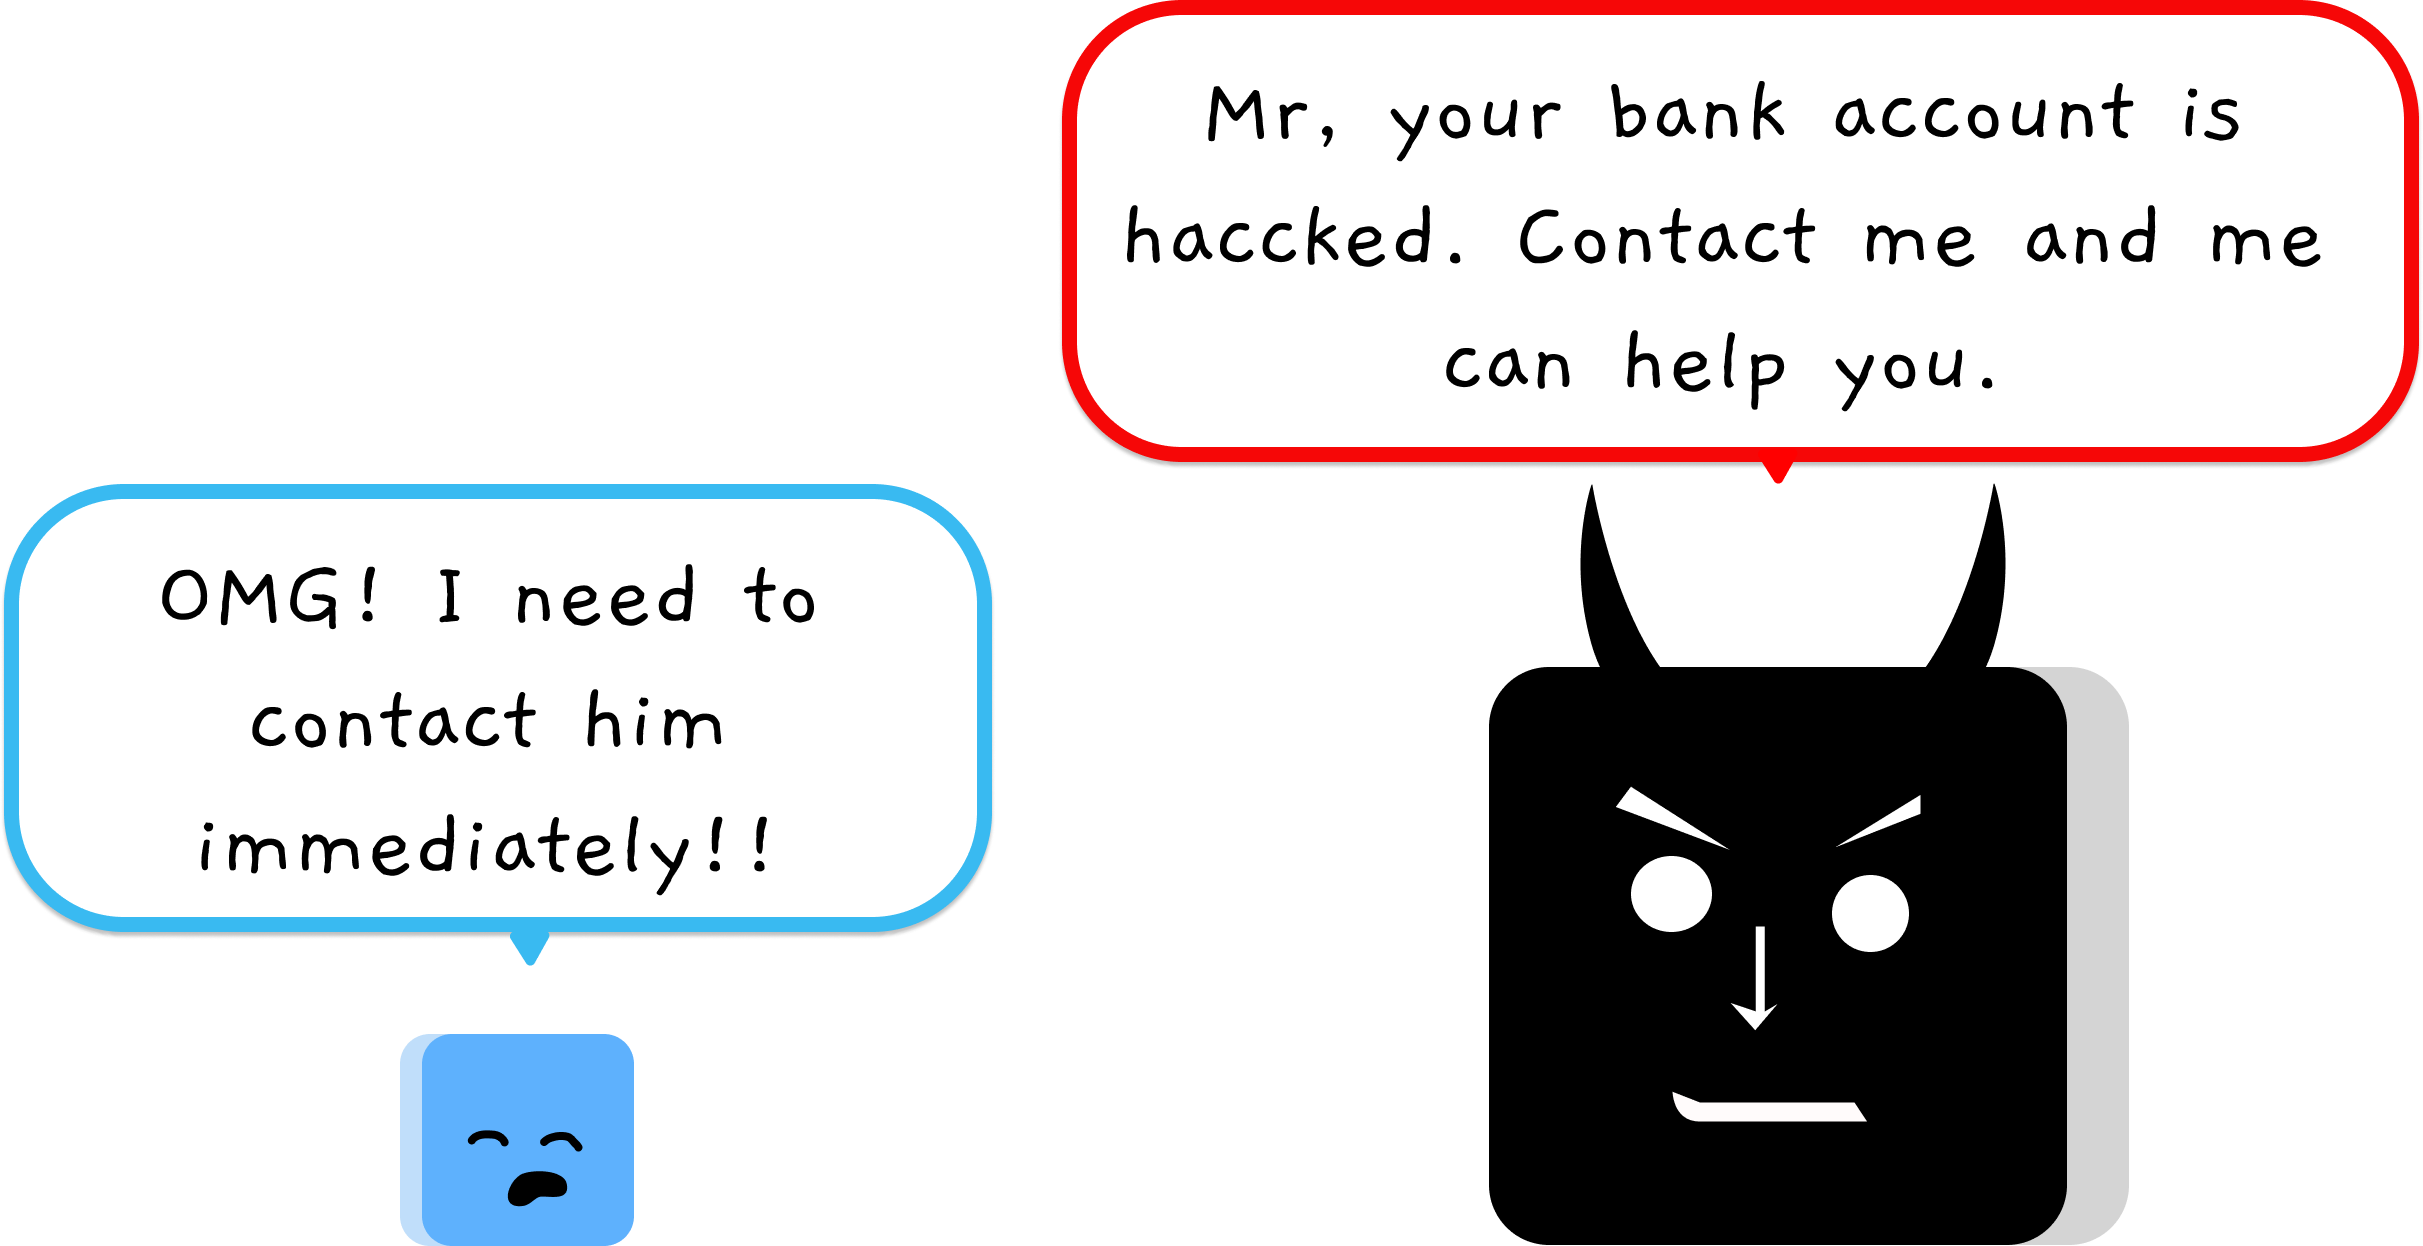 Mr, your bank account is
haccked. Contact me and me
can help you.
OMG! I need to
contact him
immediately!!